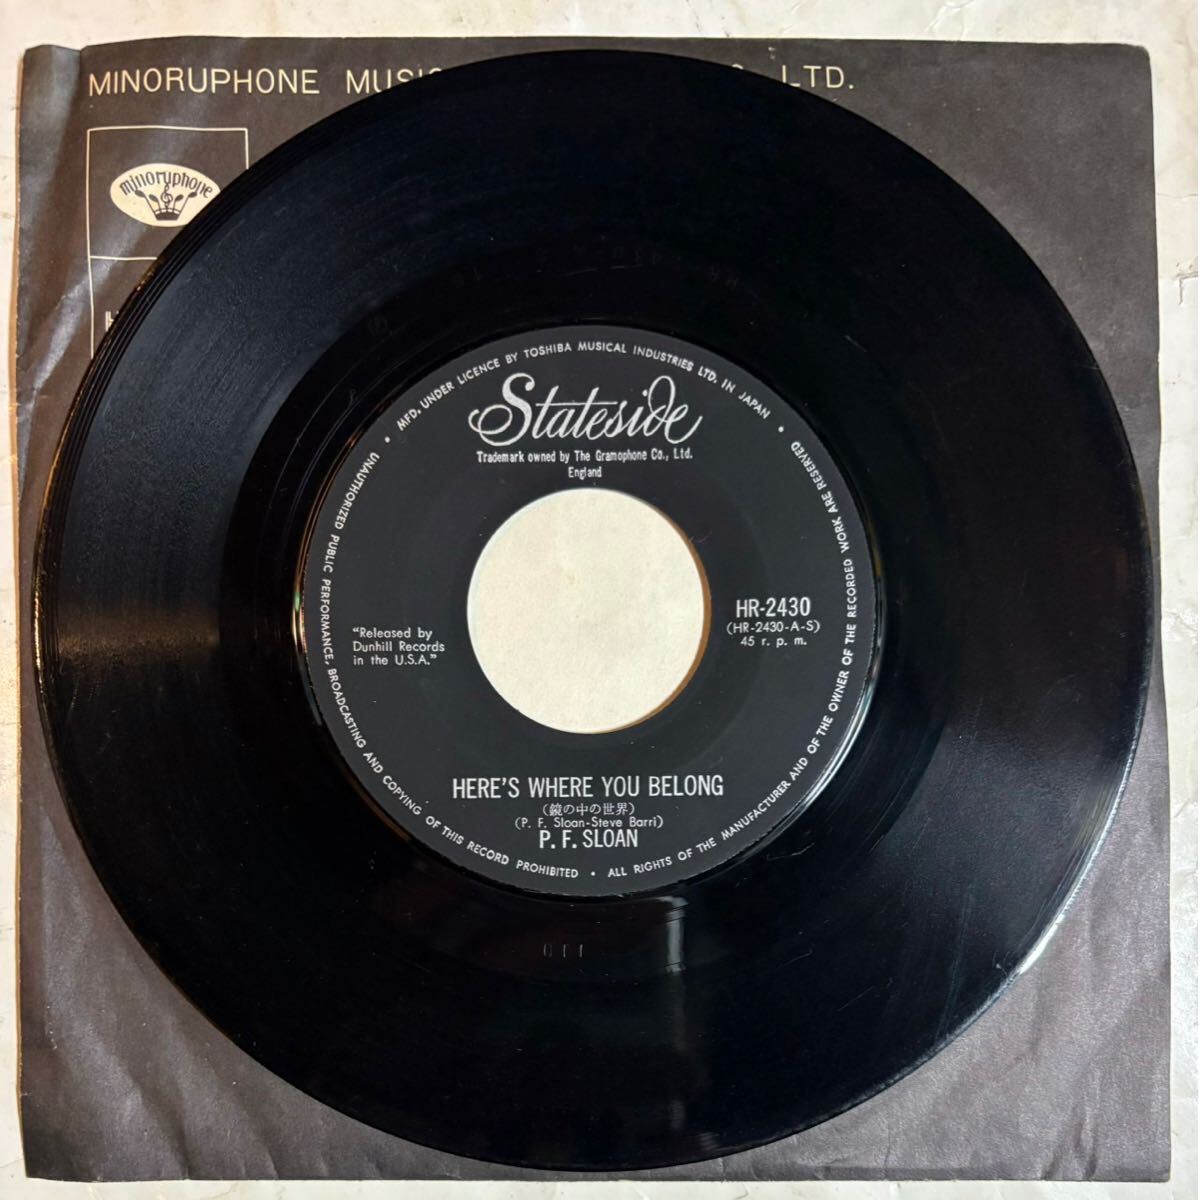 MINORUPHONE MUSIC LTD.
minoruphone
MFD. UNDER LICENCE BY TOSHIBA MUSICAL INDUSTRIES LTD. IN JAPAN •
Stateside
Trademark owned by The Gramophone Co., Ltd.
England
HR-2430
(HR-2430-A-S)
45 r. p. m.
"Released by
Dunhill Records
in the U.S.A."
HERE'S WHERE YOU BELONG
(鏡の中の世界)
(P. F. Sloan-Steve Barri)
P. F. SLOAN
ALL RIGHTS OF THE MANUFACTURER AND OF THE OWNER OF THE RECORDED WORK ARE RESERVED
• UNAUTHORIZED PUBLIC PERFORMANCE, BROADCASTING AND COPYING OF THIS RECORD PROHIBITED •